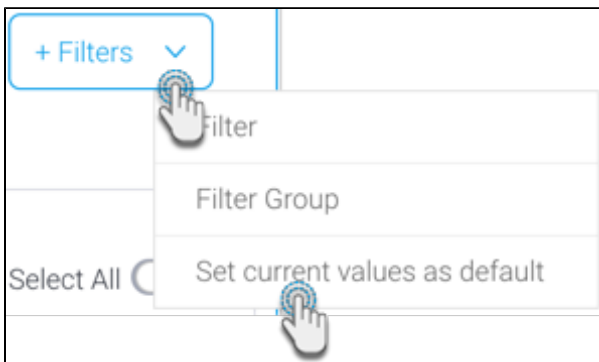 + Filters
Filter
Filter Group
Set current values as default
Select All